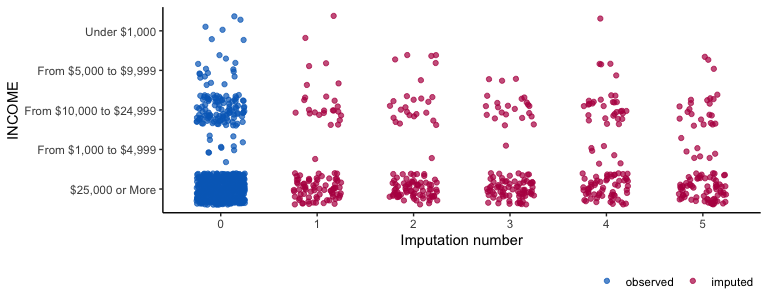 INCOME
Under $1,000
From $5,000 to $9,999
From $10,000 to $24,999
From $1,000 to $4,999
$25,000 or More
0 1 2 3 4 5
Imputation number
observed imputed